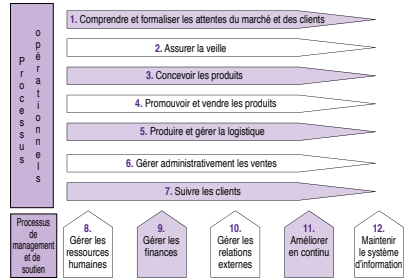 Processus
opérationnels
1. Comprendre et formaliser les attentes du marché et des clients
2. Assurer la veille
3. Concevoir les produits
4. Promouvoir et vendre les produits
5. Produire et gérer la logistique
6. Gérer administrativement les ventes
7. Suivre les clients
Processus
de
management
et de
soutien
8.
Gérer les
ressources
humaines
9.
Gérer les
finances
10.
Gérer les
relations
externes
11.
Améliorer
en continu
12.
Maintenir
le système
d'information